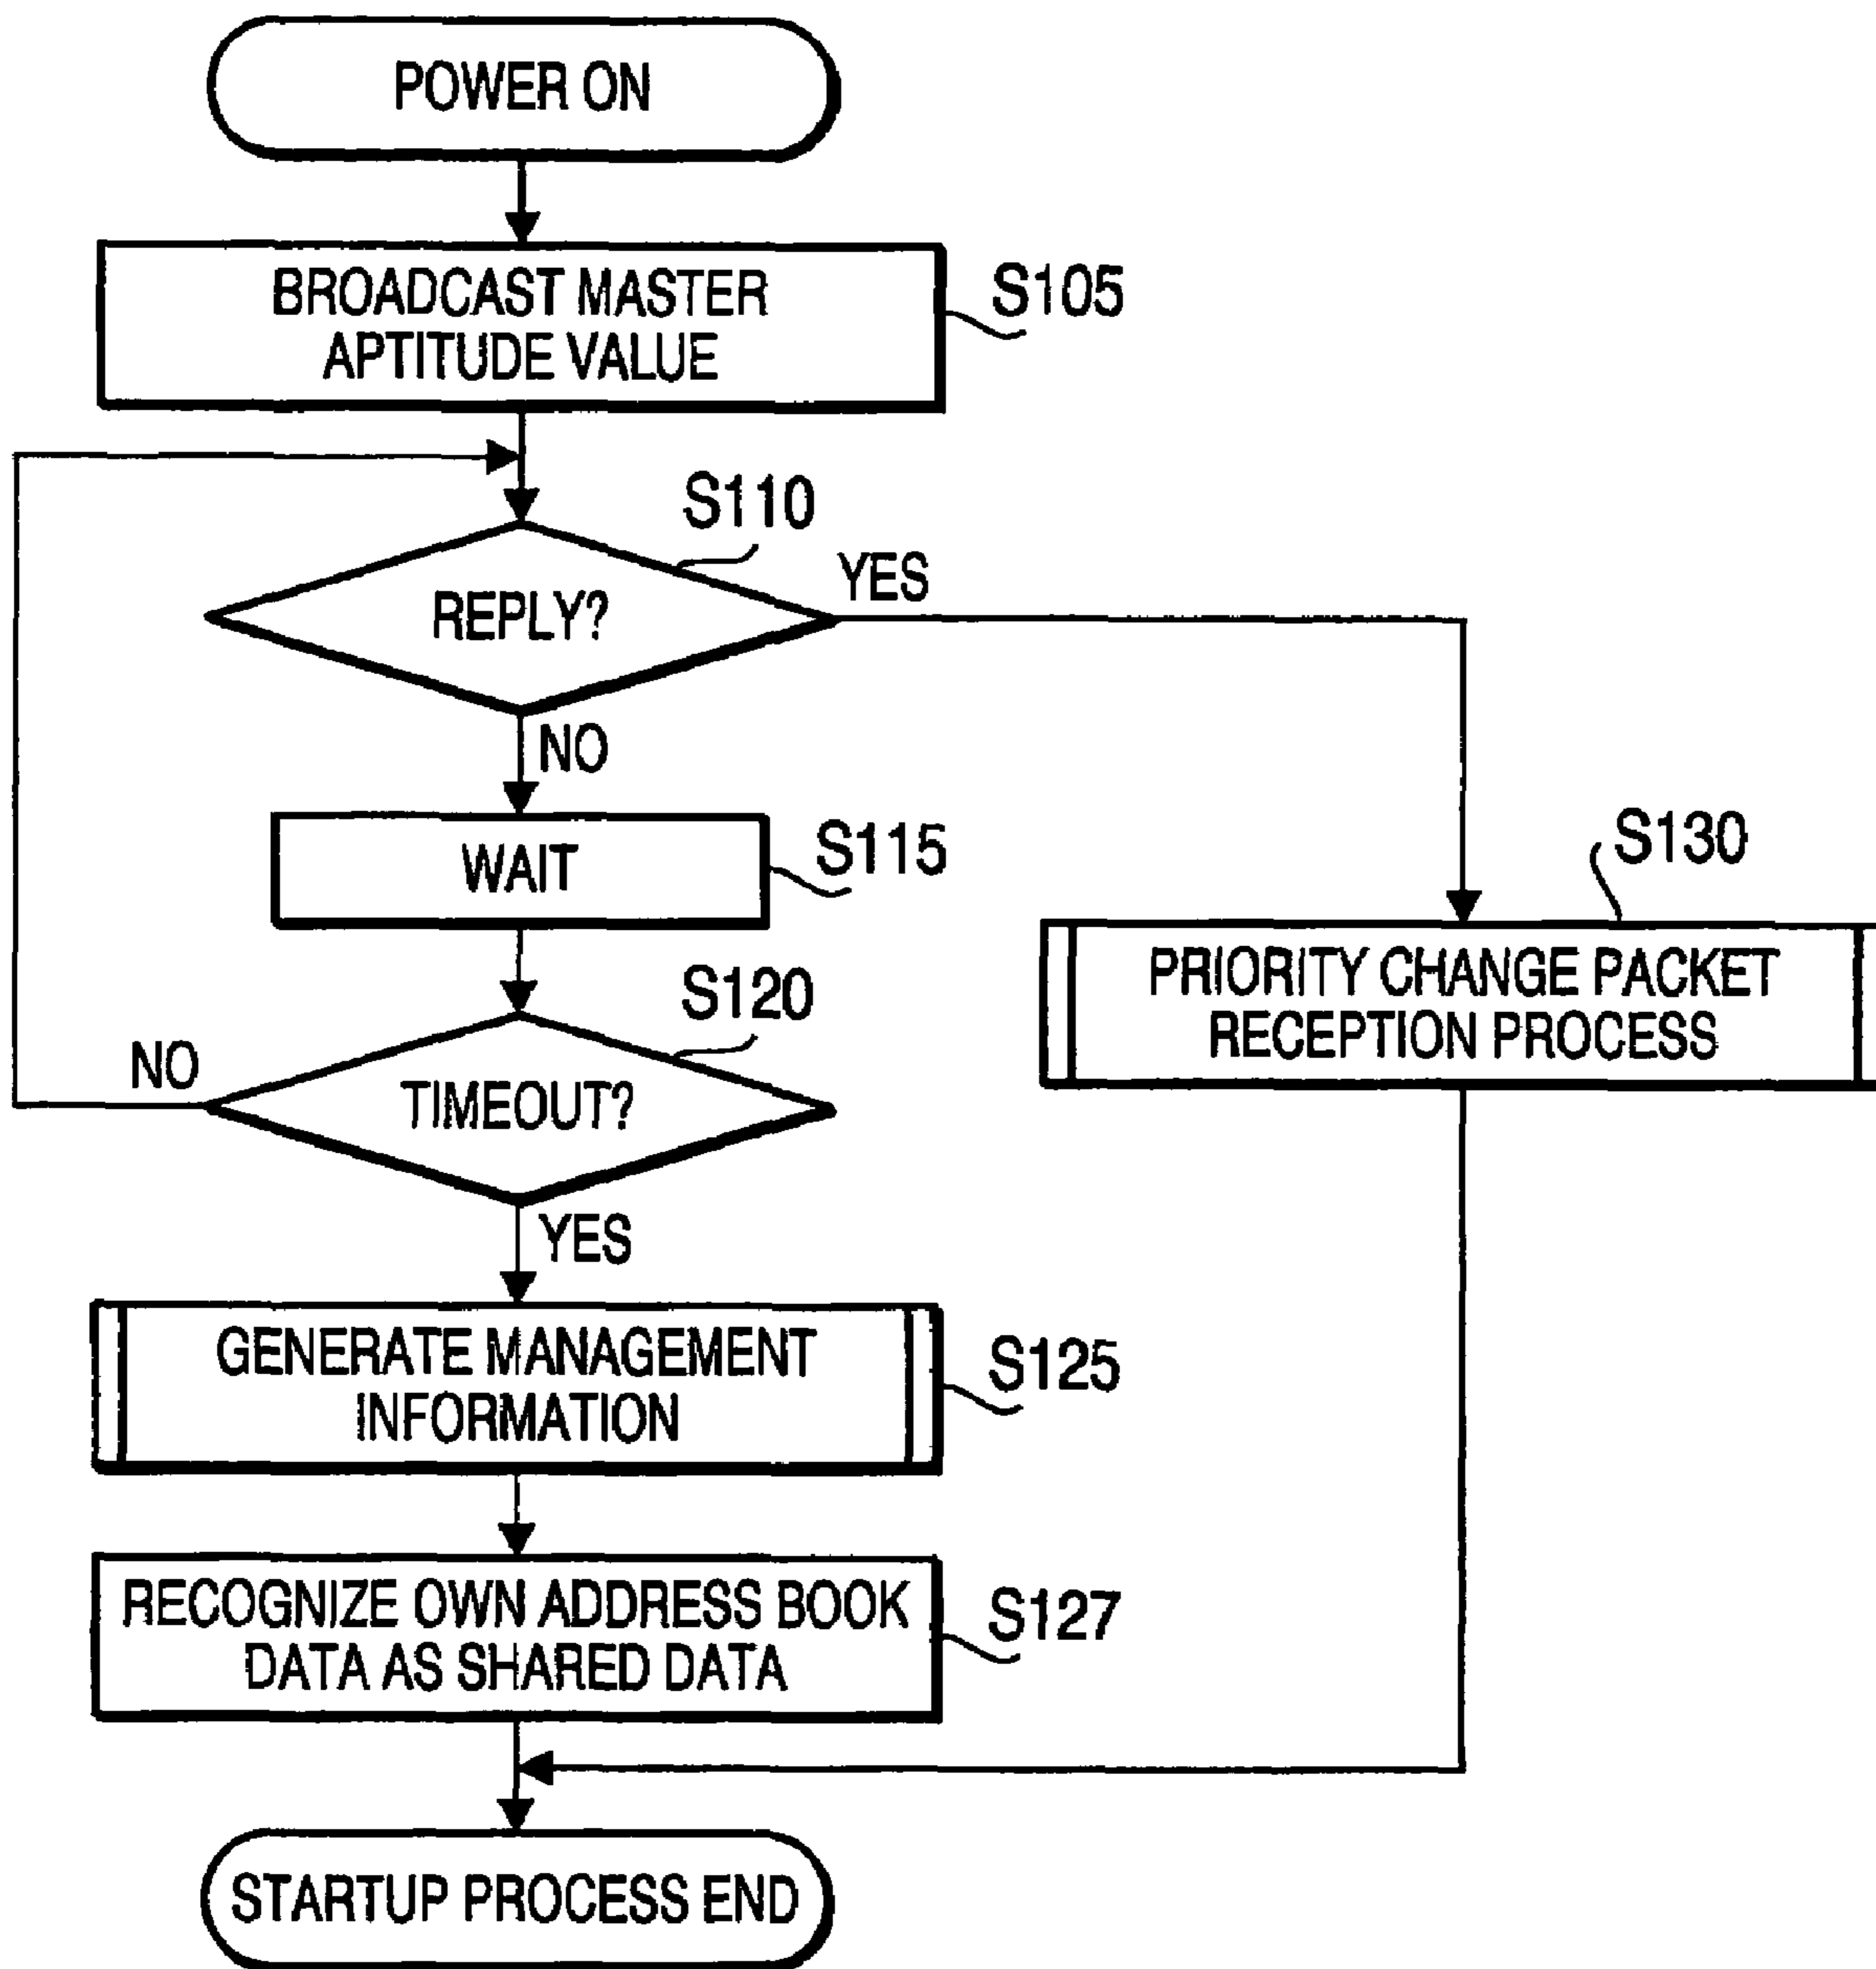 POWER ON
BROADCAST MASTER
APTITUDE VALUE
S105
S110
REPLY?
YES
NO
WAIT
S115
S130
PRIORITY CHANGE PACKET
RECEPTION PROCESS
S120
NO
TIMEOUT?
YES
GENERATE MANAGEMENT
INFORMATION
S125
RECOGNIZE OWN ADDRESS BOOK
DATA AS SHARED DATA
S127
STARTUP PROCESS END